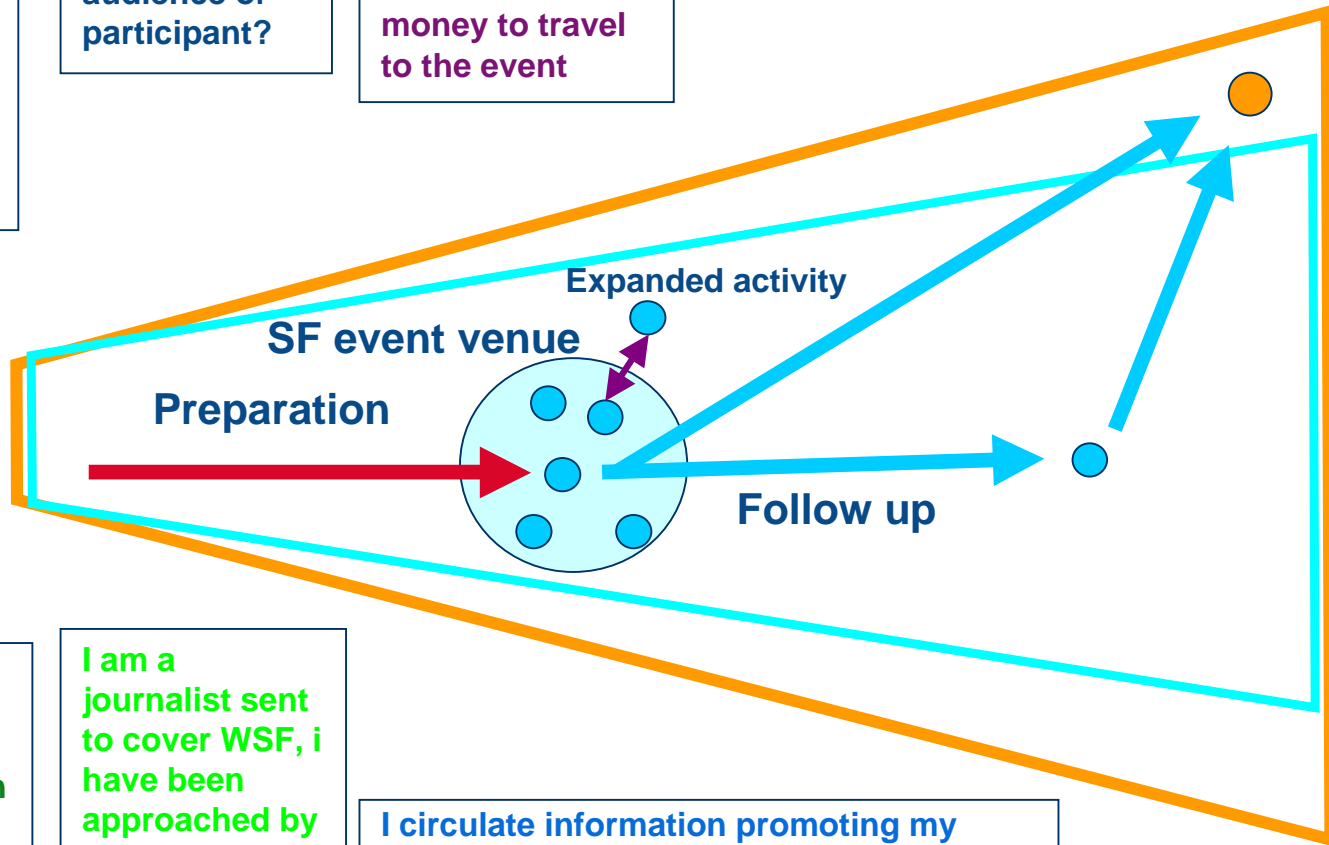 participant?
money to travel
to the event
Expanded activity
SF event venue
Preparation
Follow up
I am a
journalist sent
to cover WSF, i
have been
approached by
I circulate information promoting my